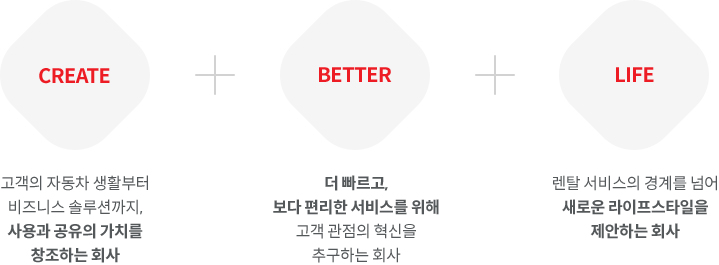 CREATE
고객의 자동차 생활부터
비즈니스 솔루션까지,
사용과 공유의 가치를
창조하는 회사
BETTER
더 빠르고,
보다 편리한 서비스를 위해
고객 관점의 혁신을
추구하는 회사
LIFE
렌탈 서비스의 경계를 넘어
새로운 라이프스타일을
제안하는 회사